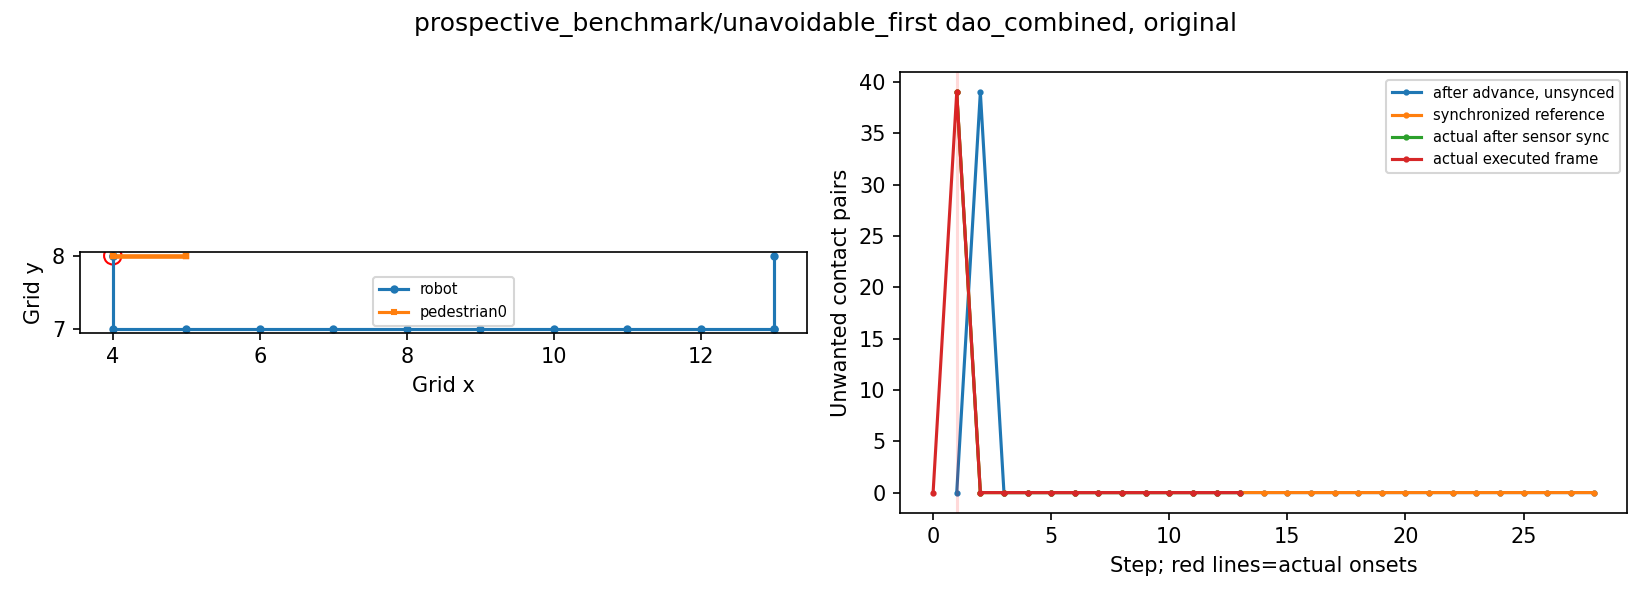 prospective_benchmark/unavoidable_first dao_combined, original
Grid y
8
7
robot
pedestrian0
4
6
8
10
12
Grid x
Unwanted contact pairs
40
35
30
25
20
15
10
5
0
after advance, unsynced
synchronized reference
actual after sensor sync
actual executed frame
0
5
10
15
20
25
Step; red lines=actual onsets